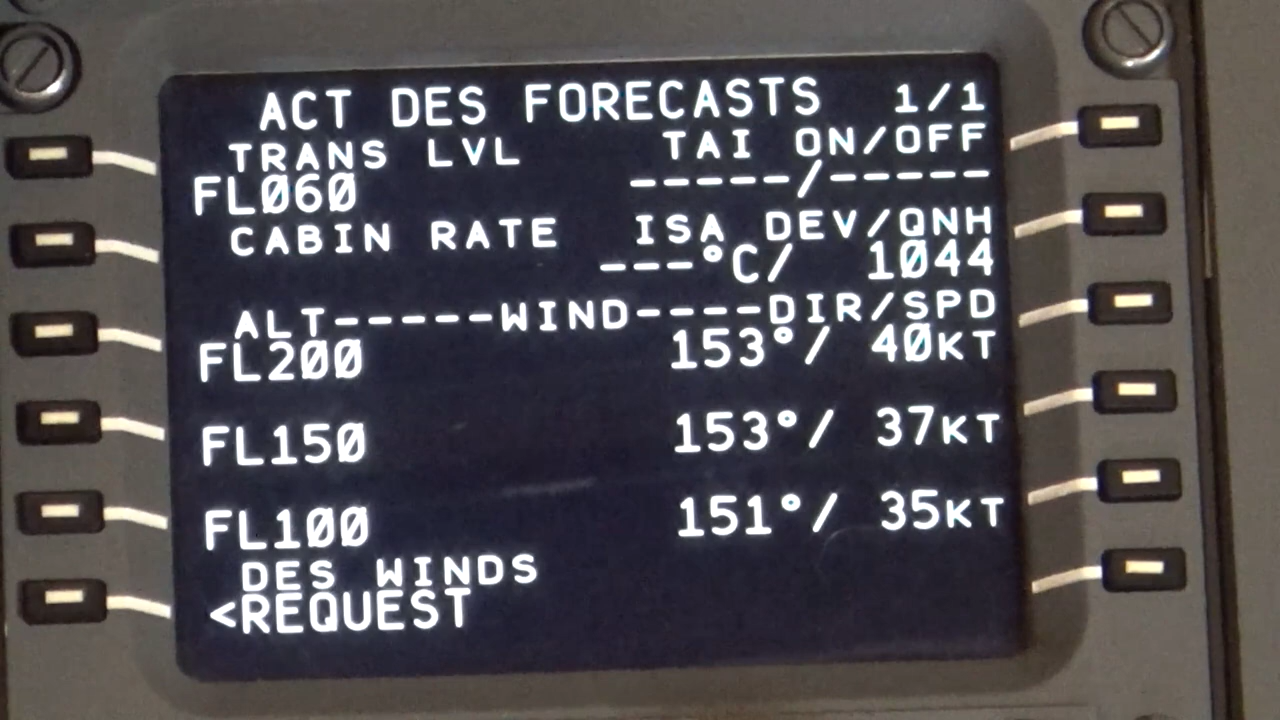 ACT DES FORECASTS 1/1
TRANS LVL TAI ON/OFF
FL060 -----/-----
CABIN RATE ISA DEV/QNH
---°C/ 1044
ALT-----WIND----DIR/SPD
FL200 153°/ 40KT
FL150 153°/ 37KT
FL100 151°/ 35KT
DES WINDS
<REQUEST